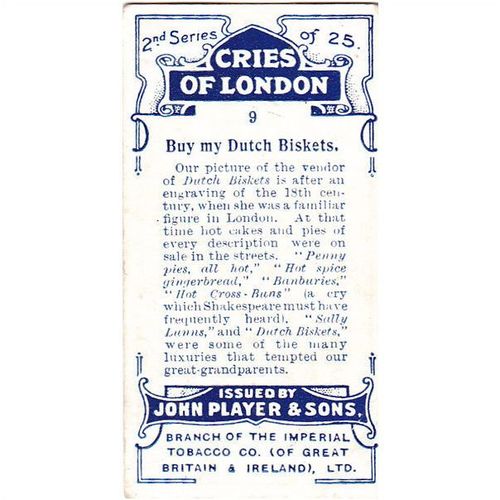 2nd Series of 25.
CRIES
OF LONDON
9
Buy my Dutch Biskets.
Our picture of the vendor
of Dutch Biskets is after an
engraving of the 18th cen-
tury, when she was a familiar
figure in London. At that
time hot cakes and pies of
every description were on
sale in the streets. "Penny
pies, all hot," "Hot spice
gingerbread," "Banburies,"
"Hot Cross-Buns" (a cry
which Shakespeare must have
frequently heard), "Sally
Lunns," and "Dutch Biskets,"
were some of the many
luxuries that tempted our
great-grandparents.
ISSUED BY
JOHN PLAYER & SONS,
BRANCH OF THE IMPERIAL
TOBACCO CO. (OF GREAT
BRITAIN & IRELAND), LTD.